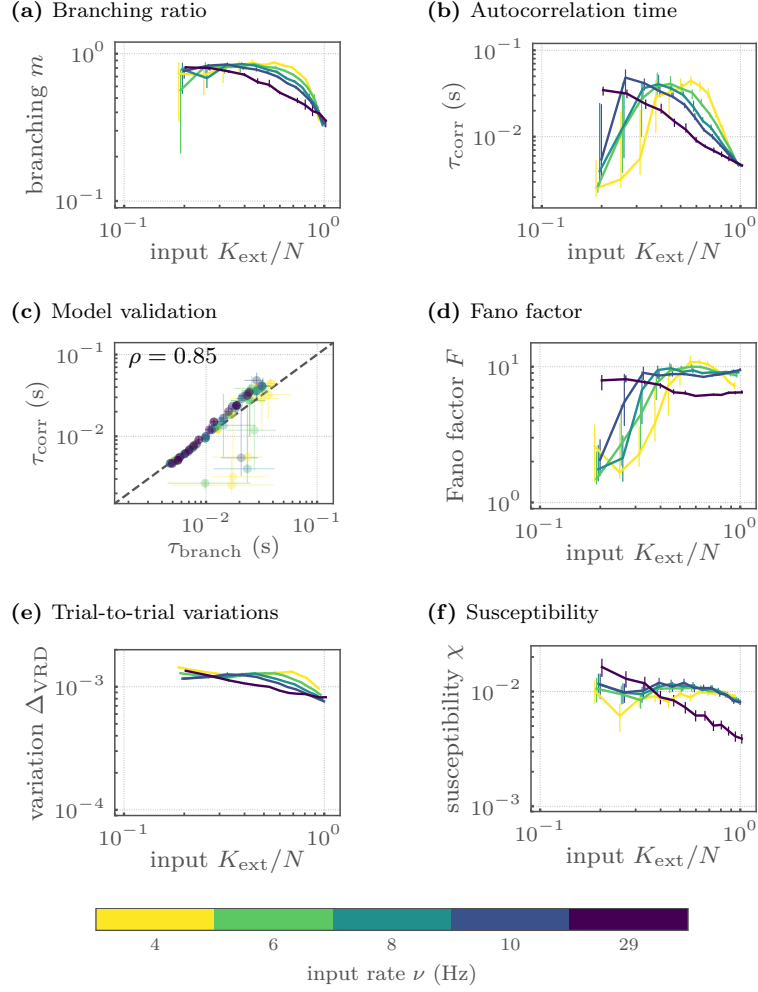 (a) Branching ratio
branching m
10⁰
10⁻¹
10⁻¹
10⁰
input K_ext/N
(b) Autocorrelation time
τ_corr (s)
10⁻¹
10⁻²
10⁻¹
10⁰
input K_ext/N
(c) Model validation
ρ = 0.85
τ_corr (s)
10⁻¹
10⁻²
10⁻²
10⁻¹
τ_branch (s)
(d) Fano factor
Fano factor F
10¹
10⁰
10⁻¹
10⁰
input K_ext/N
(e) Trial-to-trial variations
variation Δ_VRD
10⁻³
10⁻⁴
10⁻¹
10⁰
input K_ext/N
(f) Susceptibility
susceptibility χ
10⁻²
10⁻³
10⁻¹
10⁰
input K_ext/N
4 6 8 10 29
input rate ν (Hz)